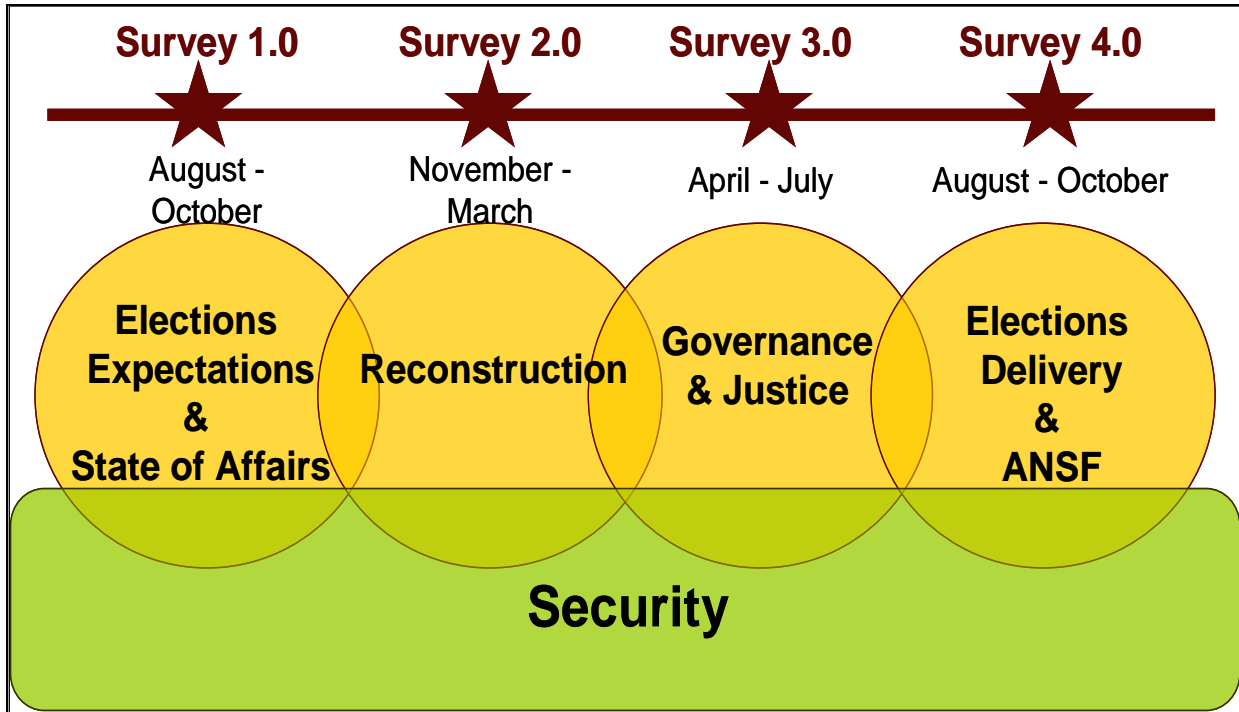 Survey 1.0
Survey 2.0
Survey 3.0
Survey 4.0
August -
October
November -
March
April - July
August - October
Elections
Expectations
&
State of Affairs
Reconstruction
Governance
& Justice
Elections
Delivery
&
ANSF
Security